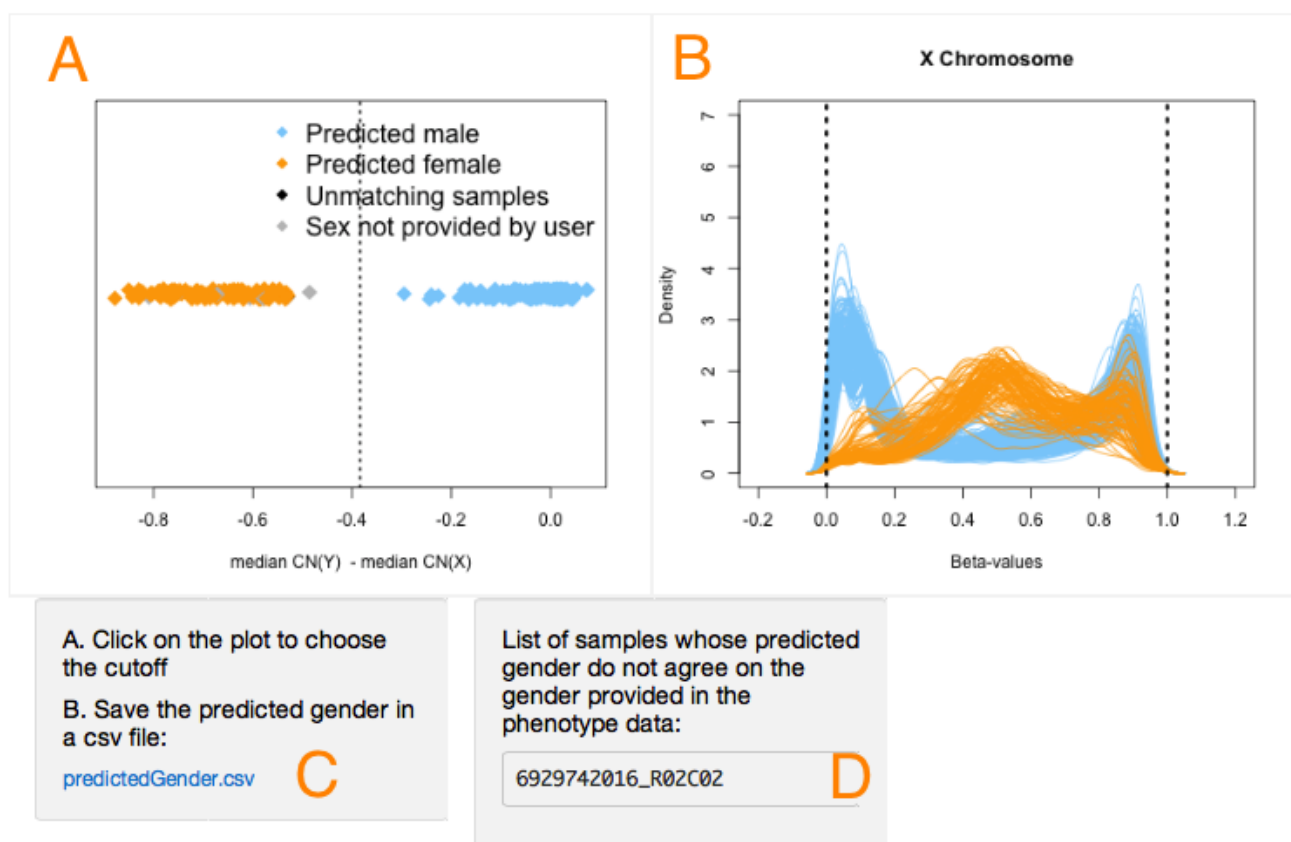 A
Predicted male
Predicted female
Unmatching samples
Sex not provided by user
-0.8 -0.6 -0.4 -0.2 0.0
median CN(Y) - median CN(X)
B
X Chromosome
7
6
5
4
3
2
1
0
Density
-0.2 0.0 0.2 0.4 0.6 0.8 1.0 1.2
Beta-values
A. Click on the plot to choose
the cutoff
B. Save the predicted gender in
a csv file:
predictedGender.csv
C
List of samples whose predicted
gender do not agree on the
gender provided in the
phenotype data:
6929742016_R02C02
D